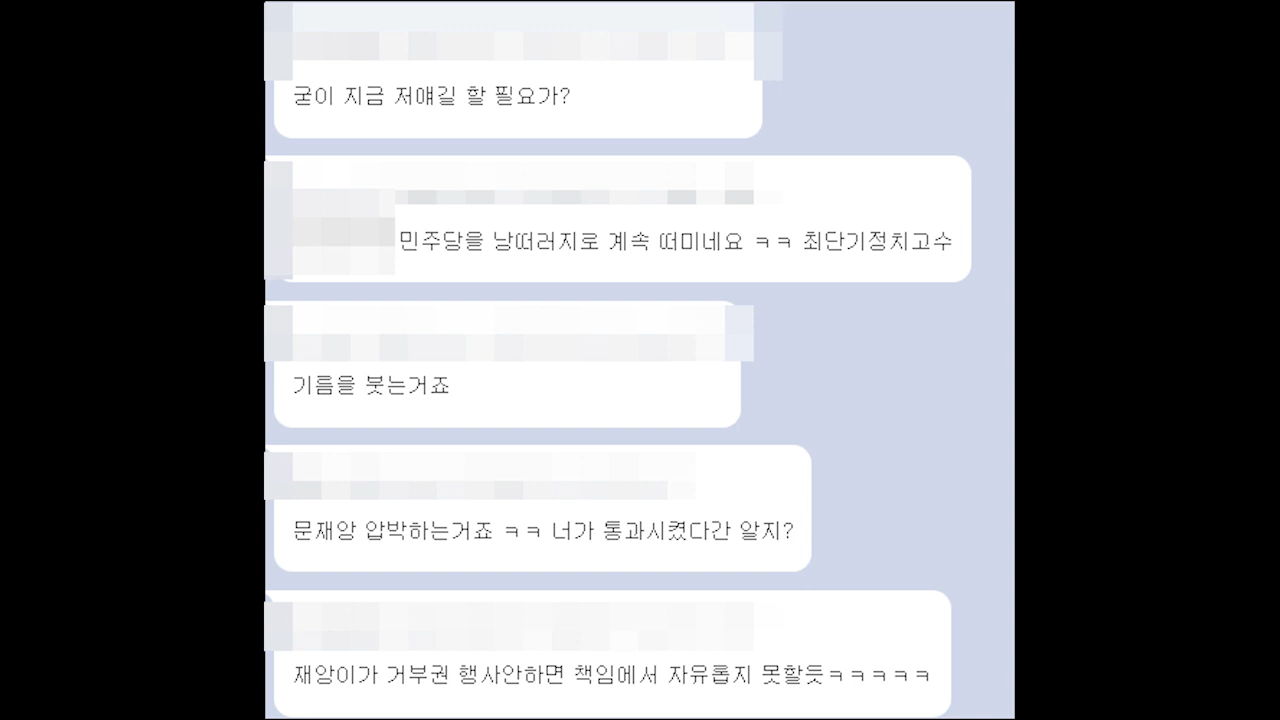 굳이 지금 저얘길 할 필요가?
민주당을 낭떠러지로 계속 떠미네요 ㅋㅋ 최단기정치고수
기름을 붓는거죠
문재앙 압박하는거죠 ㅋㅋ 너가 통과시켰다간 알지?
재앙이가 거부권 행사안하면 책임에서 자유롭지 못할듯ㅋㅋㅋㅋㅋ